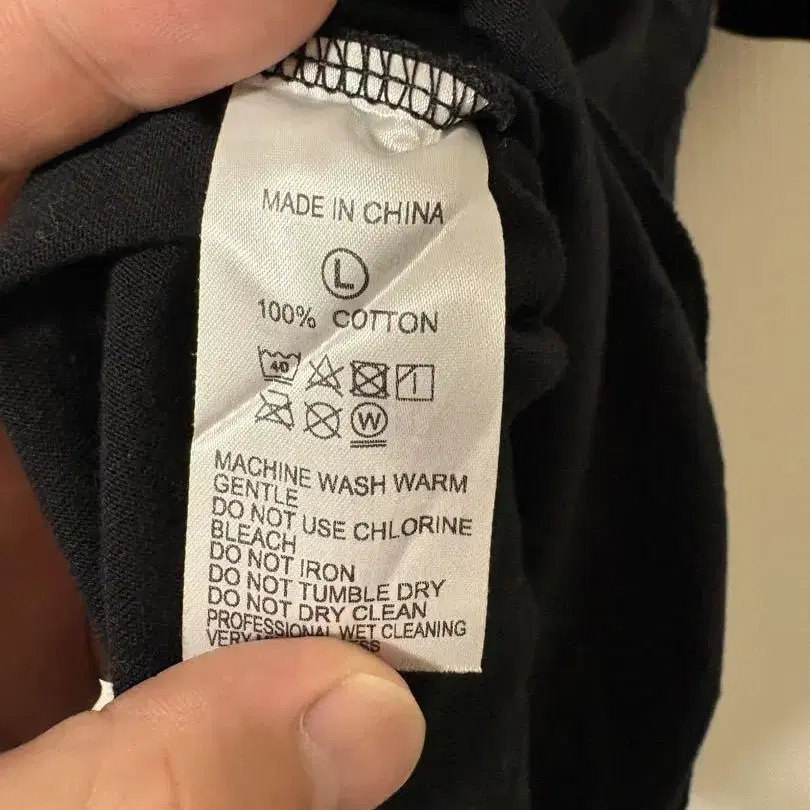 MADE IN CHINA
L
100% COTTON
40
W
MACHINE WASH WARM
GENTLE
DO NOT USE CHLORINE
BLEACH
DO NOT IRON
DO NOT TUMBLE DRY
DO NOT DRY CLEAN
PROFESSIONAL WET CLEANING
VERY